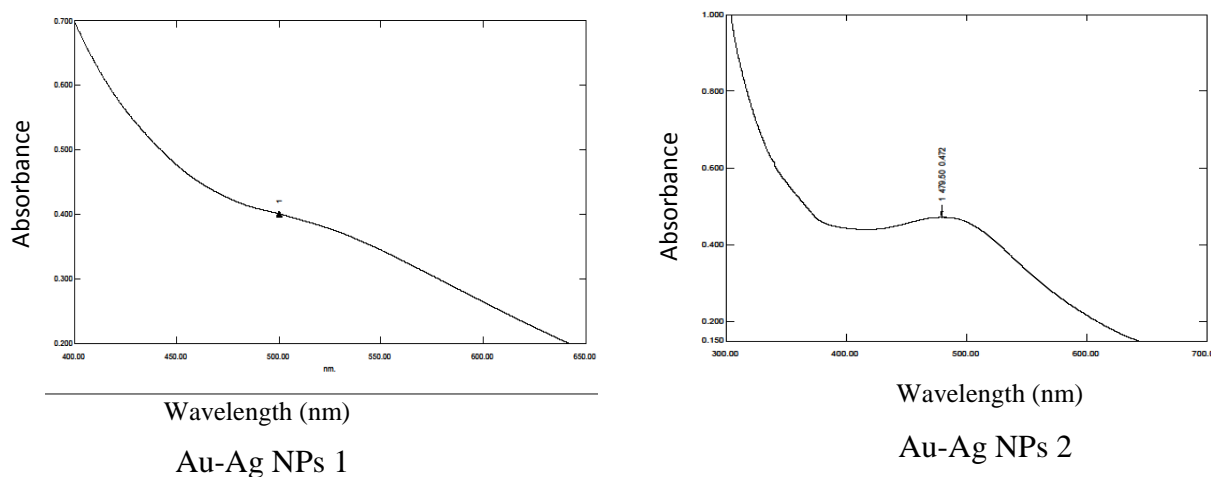 Absorbance
0.700
0.600
0.500
0.400
0.300
0.200
1
400.00 450.00 500.00 550.00 600.00 650.00
nm.
Wavelength (nm)
Au-Ag NPs 1
Absorbance
1.000
0.800
0.600
0.400
0.200
0.150
1 479.50 0.472
300.00 400.00 500.00 600.00 700.0
Wavelength (nm)
Au-Ag NPs 2